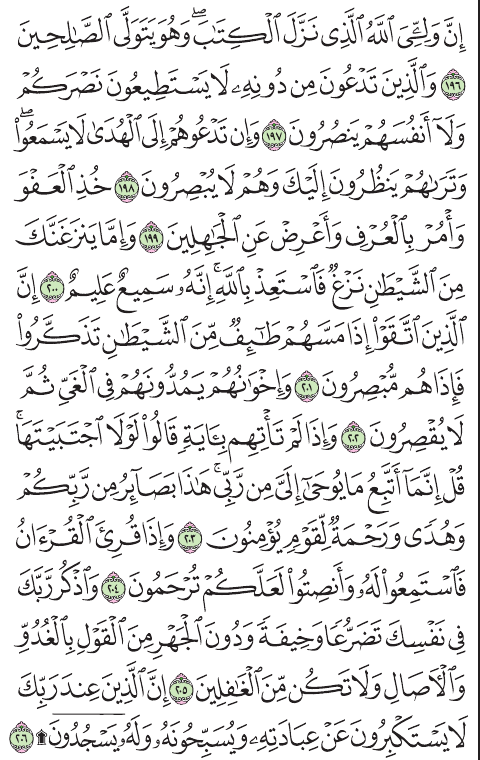 إِنَّ وَلِـِّۧيَ ٱللَّهُ ٱلَّذِي نَزَّلَ ٱلۡكِتَٰبَۖ وَهُوَ يَتَوَلَّى ٱلصَّٰلِحِينَ
۝١٩٦ وَٱلَّذِينَ تَدۡعُونَ مِن دُونِهِۦ لَا يَسۡتَطِيعُونَ نَصۡرَكُمۡ
وَلَآ أَنفُسَهُمۡ يَنصُرُونَ ۝١٩٧ وَإِن تَدۡعُوهُمۡ إِلَى ٱلۡهُدَىٰ لَا يَسۡمَعُواْۖ
وَتَرَىٰهُمۡ يَنظُرُونَ إِلَيۡكَ وَهُمۡ لَا يُبۡصِرُونَ ۝١٩٨ خُذِ ٱلۡعَفۡوَ
وَأۡمُرۡ بِٱلۡعُرۡفِ وَأَعۡرِضۡ عَنِ ٱلۡجَٰهِلِينَ ۝١٩٩ وَإِمَّا يَنزَغَنَّكَ
مِنَ ٱلشَّيۡطَٰنِ نَزۡغٞ فَٱسۡتَعِذۡ بِٱللَّهِۚ إِنَّهُۥ سَمِيعٌ عَلِيمٌ ۝٢٠٠ إِنَّ
ٱلَّذِينَ ٱتَّقَوۡاْ إِذَا مَسَّهُمۡ طَٰٓئِفٞ مِّنَ ٱلشَّيۡطَٰنِ تَذَكَّرُواْ
فَإِذَا هُم مُّبۡصِرُونَ ۝٢٠١ وَإِخۡوَٰنُهُمۡ يَمُدُّونَهُمۡ فِي ٱلۡغَيِّ ثُمَّ
لَا يُقۡصِرُونَ ۝٢٠٢ وَإِذَا لَمۡ تَأۡتِهِم بِـَٔايَةٖ قَالُواْ لَوۡلَا ٱجۡتَبَيۡتَهَاۚ
قُلۡ إِنَّمَآ أَتَّبِعُ مَا يُوحَىٰٓ إِلَيَّ مِن رَّبِّيۚ هَٰذَا بَصَآئِرُ مِن رَّبِّكُمۡ
وَهُدٗى وَرَحۡمَةٞ لِّقَوۡمٖ يُؤۡمِنُونَ ۝٢٠٣ وَإِذَا قُرِئَ ٱلۡقُرۡءَانُ
فَٱسۡتَمِعُواْ لَهُۥ وَأَنصِتُواْ لَعَلَّكُمۡ تُرۡحَمُونَ ۝٢٠٤ وَٱذۡكُر رَّبَّكَ
فِي نَفۡسِكَ تَضَرُّعٗا وَخِيفَةٗ وَدُونَ ٱلۡجَهۡرِ مِنَ ٱلۡقَوۡلِ بِٱلۡغُدُوِّ
وَٱلۡأٓصَالِ وَلَا تَكُن مِّنَ ٱلۡغَٰفِلِينَ ۝٢٠٥ إِنَّ ٱلَّذِينَ عِندَ رَبِّكَ
لَا يَسۡتَكۡبِرُونَ عَنۡ عِبَادَتِهِۦ وَيُسَبِّحُونَهُۥ وَلَهُۥ يَسۡجُدُونَۤ۩ ۝٢٠٦